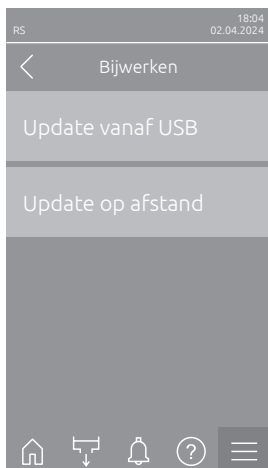 18:04
RS 02.04.2024
Bijwerken
Update vanaf USB
Update op afstand
?